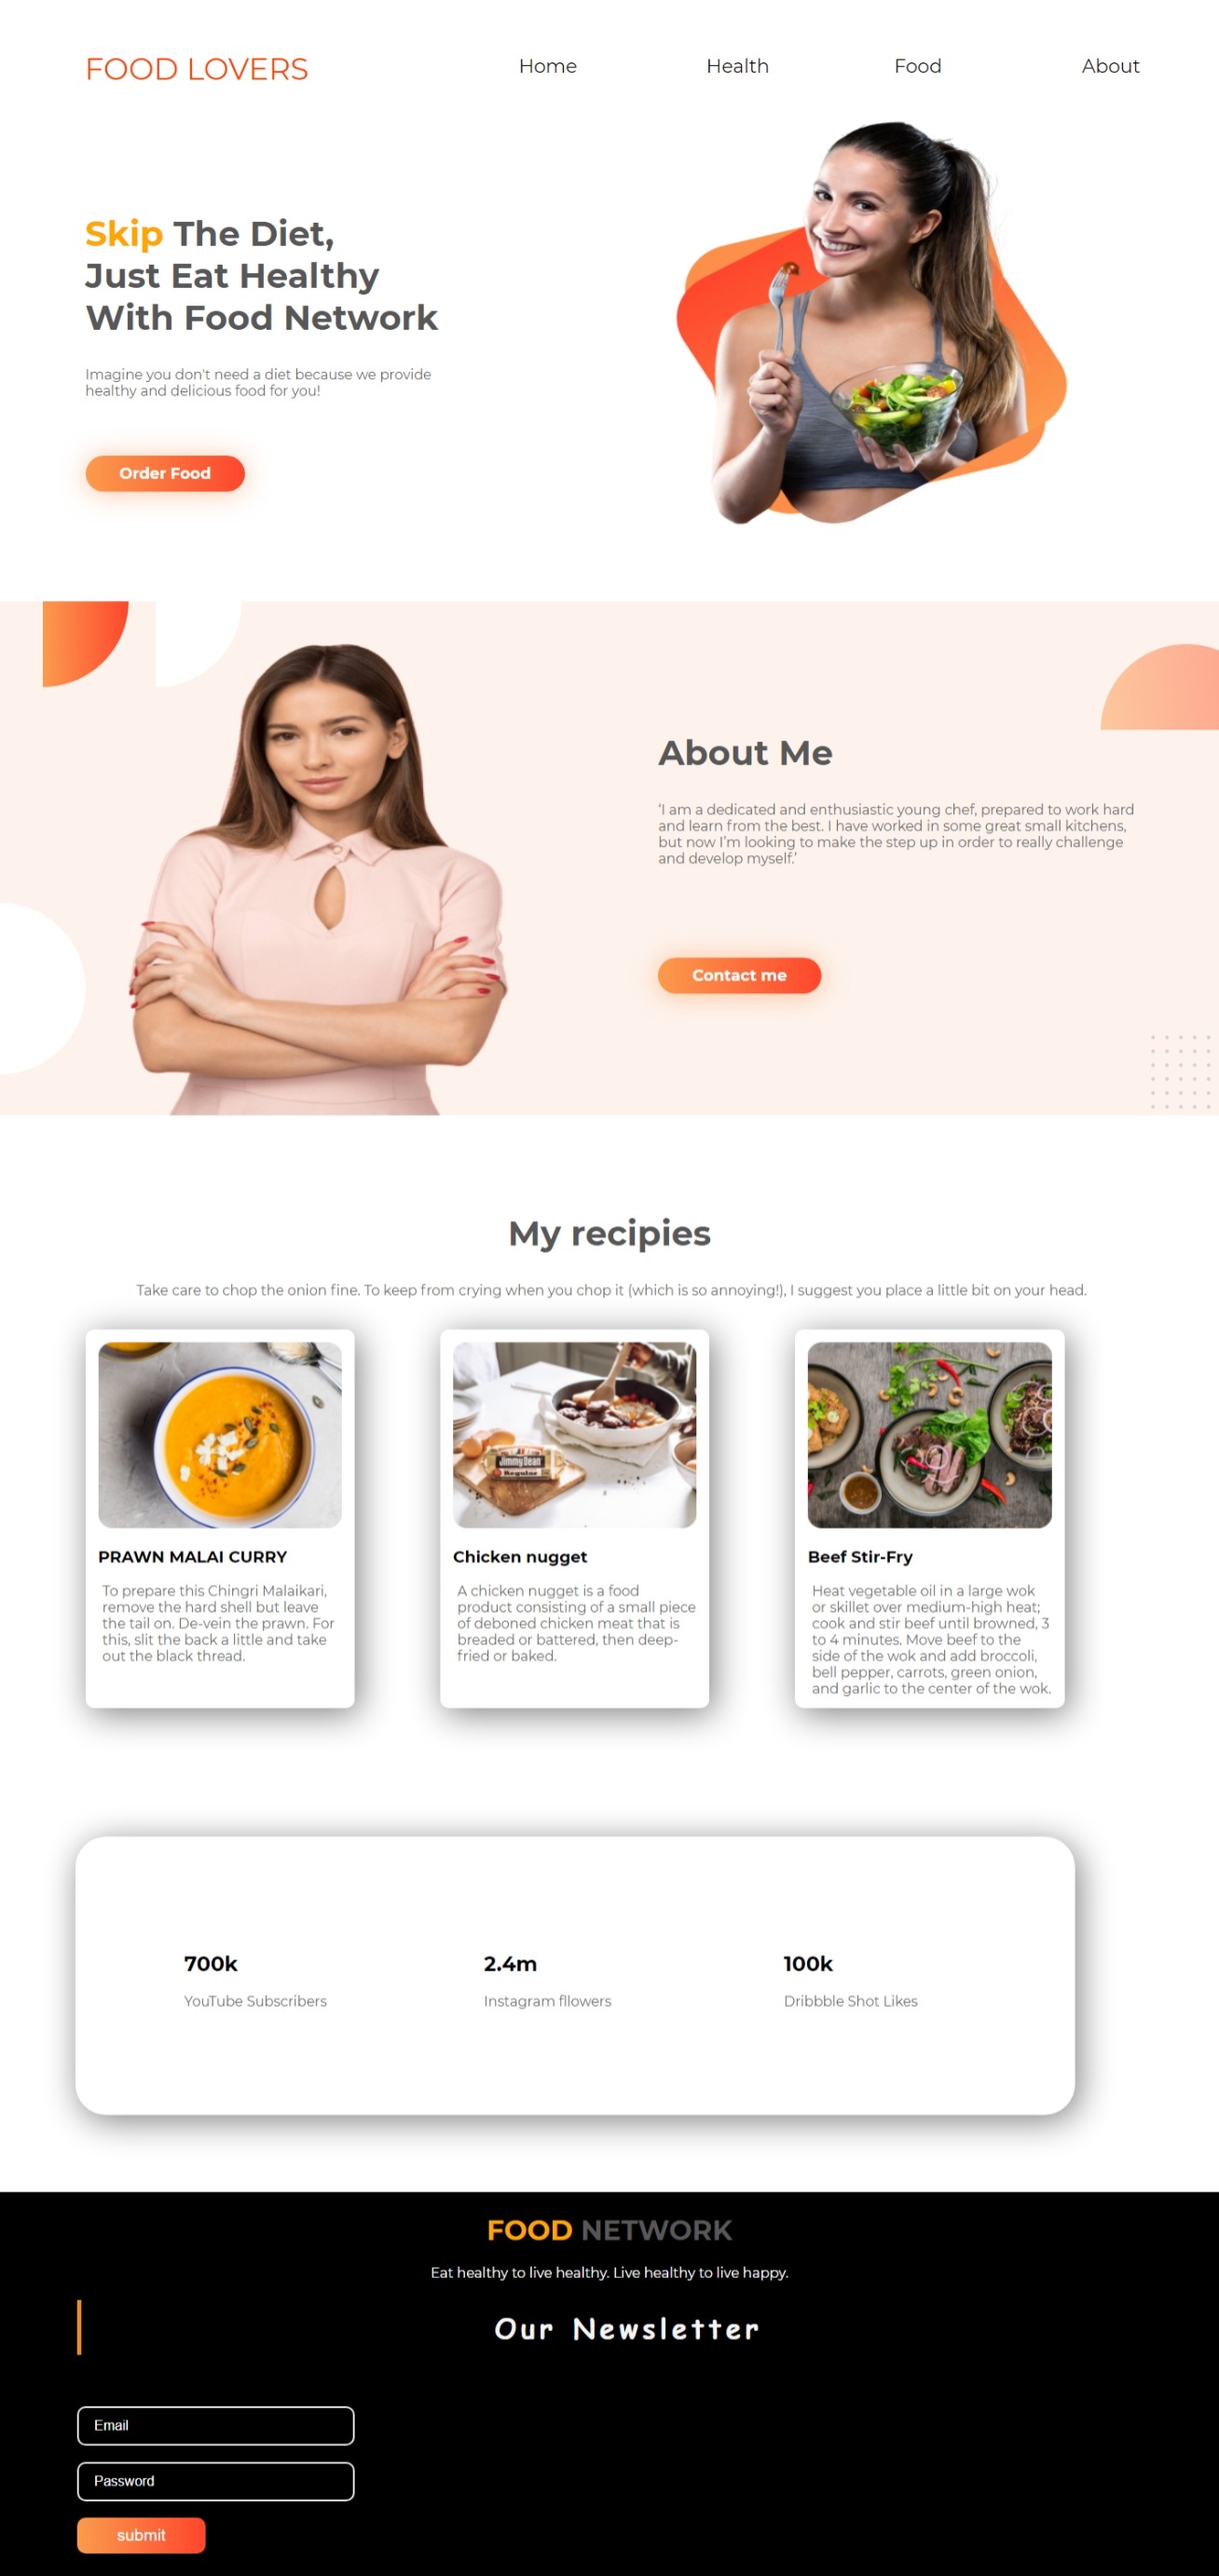 FOOD LOVERS
Home Health Food About
Skip The Diet,
Just Eat Healthy
With Food Network
Imagine you don't need a diet because we provide
healthy and delicious food for you!
Order Food
About Me
‘I am a dedicated and enthusiastic young chef, prepared to work hard
and learn from the best. I have worked in some great small kitchens,
but now I’m looking to make the step up in order to really challenge
and develop myself.’
Contact me
My recipies
Take care to chop the onion fine. To keep from crying when you chop it (which is so annoying!), I suggest you place a little bit on your head.
Jimmy Dean
Regular
PRAWN MALAI CURRY
To prepare this Chingri Malaikari,
remove the hard shell but leave
the tail on. De-vein the prawn. For
this, slit the back a little and take
out the black thread.
Chicken nugget
A chicken nugget is a food
product consisting of a small piece
of deboned chicken meat that is
breaded or battered, then deep-
fried or baked.
Beef Stir-Fry
Heat vegetable oil in a large wok
or skillet over medium-high heat;
cook and stir beef until browned, 3
to 4 minutes. Move beef to the
side of the wok and add broccoli,
bell pepper, carrots, green onion,
and garlic to the center of the wok.
700k
YouTube Subscribers
2.4m
Instagram fllowers
100k
Dribbble Shot Likes
FOOD NETWORK
Eat healthy to live healthy. Live healthy to live happy.
Our Newsletter
Email
Password
submit